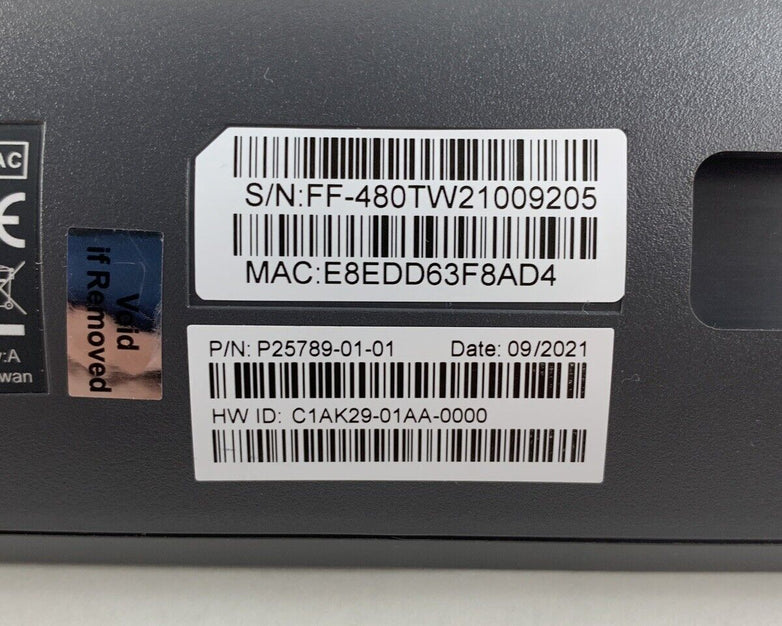 AC
CE
:A
wan
Void
if Removed
S/N:FF-480TW21009205
MAC:E8EDD63F8AD4
P/N: P25789-01-01 Date: 09/2021
HW ID: C1AK29-01AA-0000